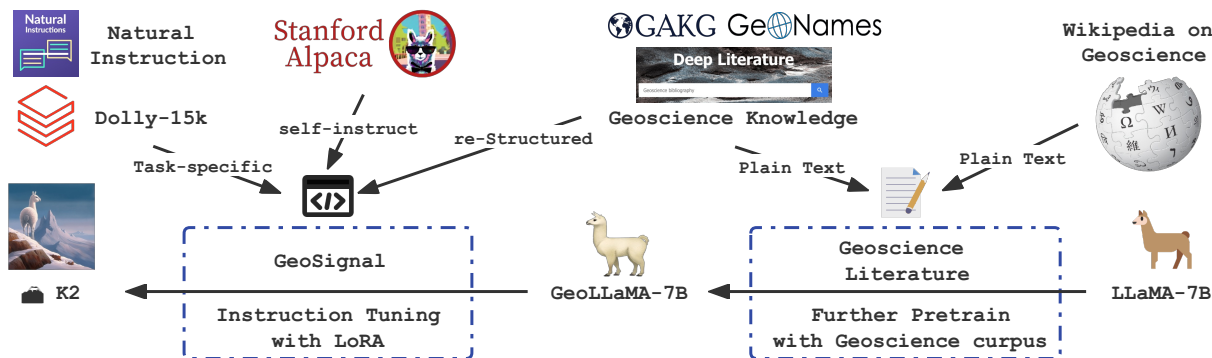 Natural
Instructions
Natural
Instruction
Dolly-15k
Stanford
Alpaca
GAKG GeoNames
Deep Literature
Geoscience bibliography
Geoscience Knowledge
Wikipedia on
Geoscience
Ω
W
И
維
self-instruct
re-Structured
Task-specific
Plain Text
Plain Text
</>
GeoSignal
Instruction Tuning
with LoRA
K2
GeoLLaMA-7B
Geoscience
Literature
Further Pretrain
with Geoscience curpus
LLaMA-7B